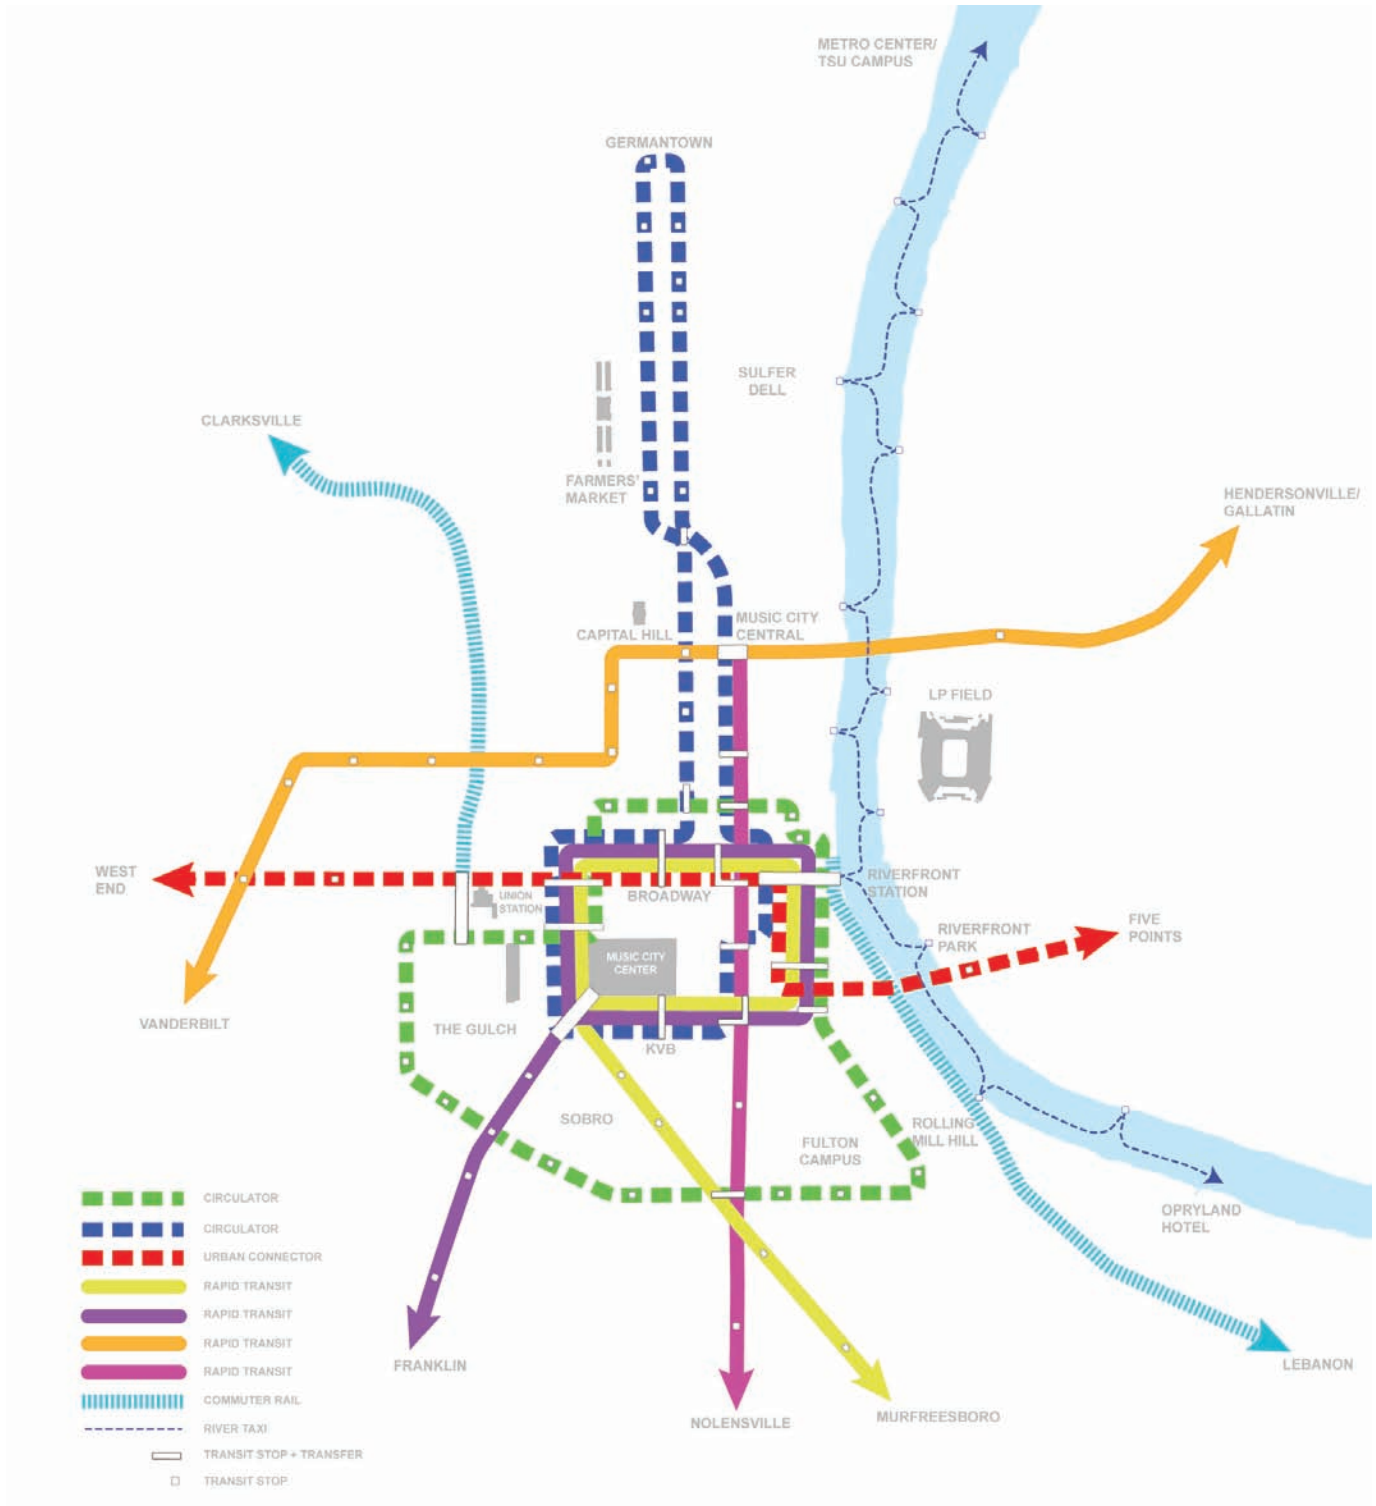 METRO CENTER/
TSU CAMPUS
GERMANTOWN
SULFER
DELL
CLARKSVILLE
FARMERS'
MARKET
HENDERSONVILLE/
GALLATIN
MUSIC CITY
CENTRAL
CAPITAL HILL
LP FIELD
WEST
END
UNION
STATION
BROADWAY
RIVERFRONT
STATION
RIVERFRONT
PARK
FIVE
POINTS
MUSIC CITY
CENTER
VANDERBILT
THE GULCH
KVB
SOBRO
FULTON
CAMPUS
ROLLING
MILL HILL
OPRYLAND
HOTEL
FRANKLIN
NOLENSVILLE
MURFREESBORO
LEBANON
CIRCULATOR
CIRCULATOR
URBAN CONNECTOR
RAPID TRANSIT
RAPID TRANSIT
RAPID TRANSIT
RAPID TRANSIT
COMMUTER RAIL
RIVER TAXI
TRANSIT STOP + TRANSFER
TRANSIT STOP